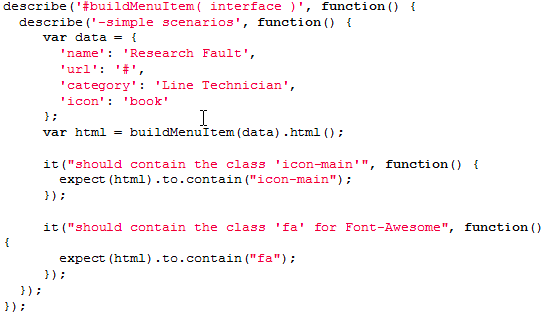 describe('#buildMenuItem( interface )', function() {
  describe('-simple scenarios', function() {
     var data = {
       'name': 'Research Fault',
       'url': '#',
       'category': 'Line Technician',
       'icon': 'book'
     };
     var html = buildMenuItem(data).html();

     it("should contain the class 'icon-main'", function() {
       expect(html).to.contain("icon-main");
     });

     it("should contain the class 'fa' for Font-Awesome", function()
{
       expect(html).to.contain("fa");
     });
  });
});